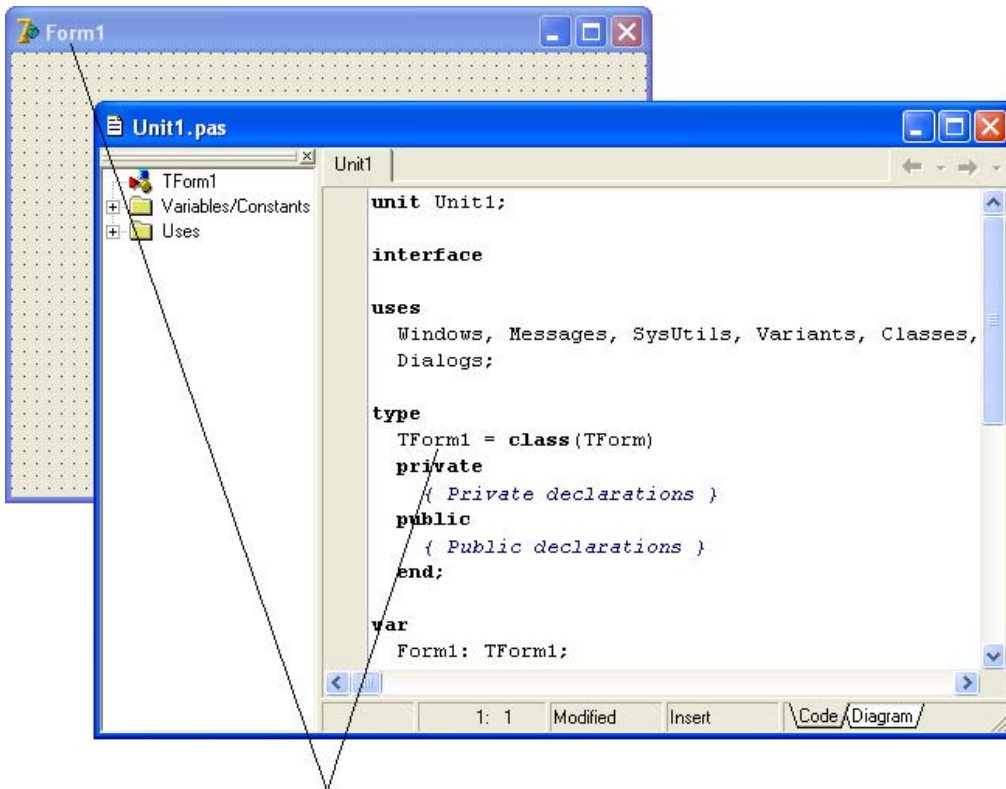 Form1
Unit1.pas
TForm1
Variables/Constants
Uses
Unit1
unit Unit1;
interface
uses
Windows, Messages, SysUtils, Variants, Classes,
Dialogs;
type
TForm1 = class(TForm)
private
{ Private declarations }
public
{ Public declarations }
end;
var
Form1: TForm1;
1: 1 Modified Insert Code Diagram